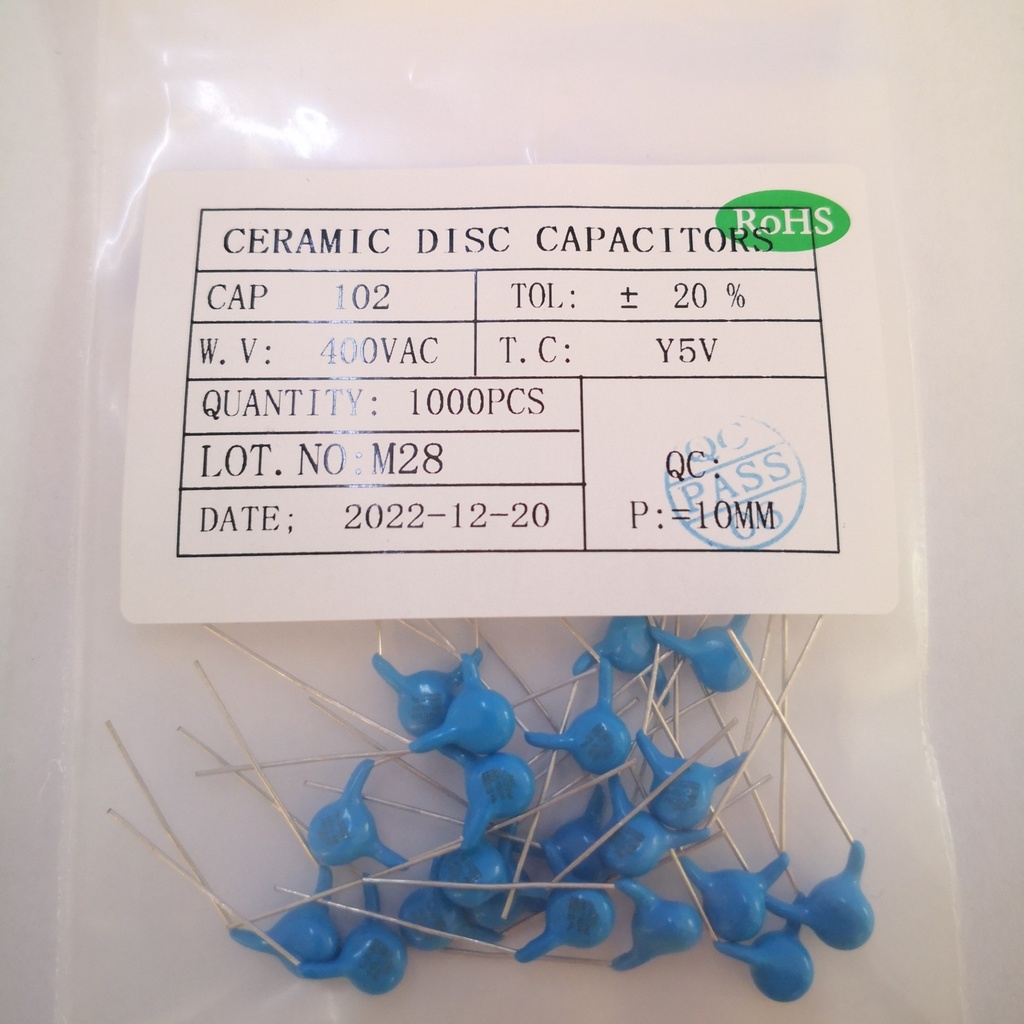 RoHS
CERAMIC DISC CAPACITORS
CAP 102 TOL: ± 20 %
W.V: 400VAC T.C: Y5V
QUANTITY: 1000PCS
LOT.NO:M28
QC:
QC
PASS
DATE; 2022-12-20 P:=10MM